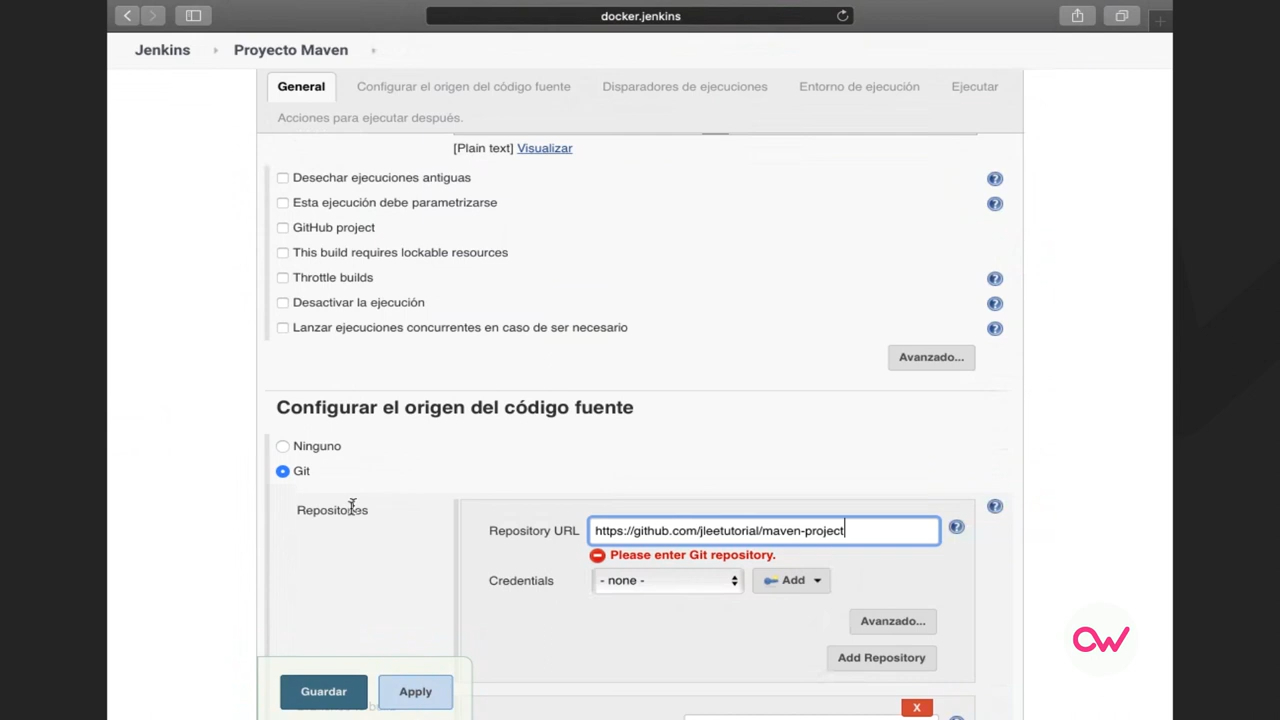 docker.jenkins
Jenkins Proyecto Maven
General Configurar el origen del código fuente Disparadores de ejecuciones Entorno de ejecución Ejecutar
Acciones para ejecutar después.
[Plain text] Visualizar
Desechar ejecuciones antiguas
Esta ejecución debe parametrizarse
GitHub project
This build requires lockable resources
Throttle builds
Desactivar la ejecución
Lanzar ejecuciones concurrentes en caso de ser necesario
Avanzado...
Configurar el origen del código fuente
Ninguno
Git
Repositories
Repository URL https://github.com/jleetutorial/maven-project
Please enter Git repository.
Credentials - none - Add
Avanzado...
Add Repository
Guardar Apply
X